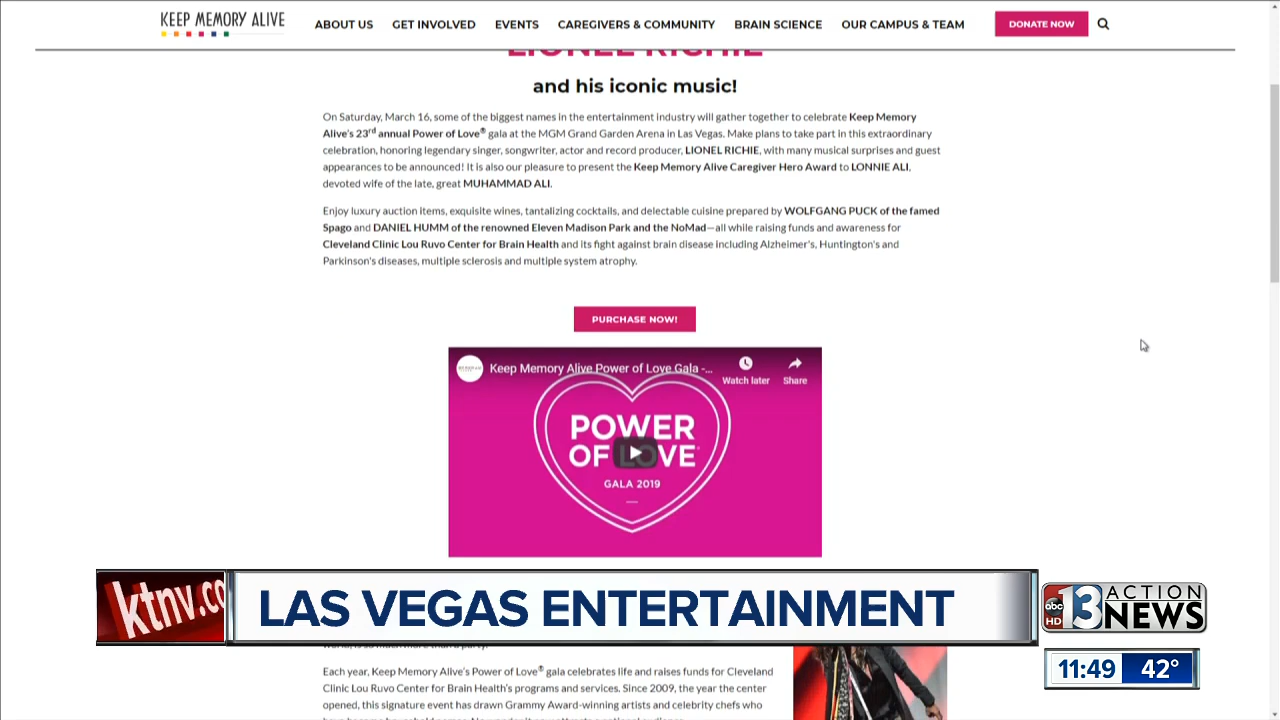 KEEP MEMORY ALIVE
ABOUT US GET INVOLVED EVENTS CAREGIVERS & COMMUNITY BRAIN SCIENCE OUR CAMPUS & TEAM DONATE NOW
LIONEL RICHIE
and his iconic music!
On Saturday, March 16, some of the biggest names in the entertainment industry will gather together to celebrate Keep Memory
Alive's 23rd annual Power of Love® gala at the MGM Grand Garden Arena in Las Vegas. Make plans to take part in this extraordinary
celebration, honoring legendary singer, songwriter, actor and record producer, LIONEL RICHIE, with many musical surprises and guest
appearances to be announced! It is also our pleasure to present the Keep Memory Alive Caregiver Hero Award to LONNIE ALI,
devoted wife of the late, great MUHAMMAD ALI.
Enjoy luxury auction items, exquisite wines, tantalizing cocktails, and delectable cuisine prepared by WOLFGANG PUCK of the famed
Spago and DANIEL HUMM of the renowned Eleven Madison Park and the NoMad—all while raising funds and awareness for
Cleveland Clinic Lou Ruvo Center for Brain Health and its fight against brain disease including Alzheimer's, Huntington's and
Parkinson's diseases, multiple sclerosis and multiple system atrophy.
PURCHASE NOW!
Keep Memory Alive Power of Love Gala -...
Watch later Share
POWER
OF LOVE
GALA 2019
ktnv.co
LAS VEGAS ENTERTAINMENT
abc HD 13 ACTION NEWS
11:49 42°
world, is so much more than a party.
Each year, Keep Memory Alive's Power of Love® gala celebrates life and raises funds for Cleveland
Clinic Lou Ruvo Center for Brain Health's programs and services. Since 2009, the year the center
opened, this signature event has drawn Grammy Award-winning artists and celebrity chefs who